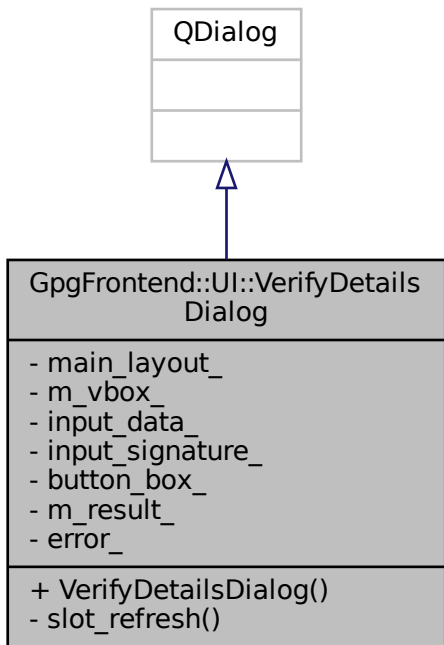 QDialog
GpgFrontend::UI::VerifyDetails
Dialog
- main_layout_
- m_vbox_
- input_data_
- input_signature_
- button_box_
- m_result_
- error_
+ VerifyDetailsDialog()
- slot_refresh()